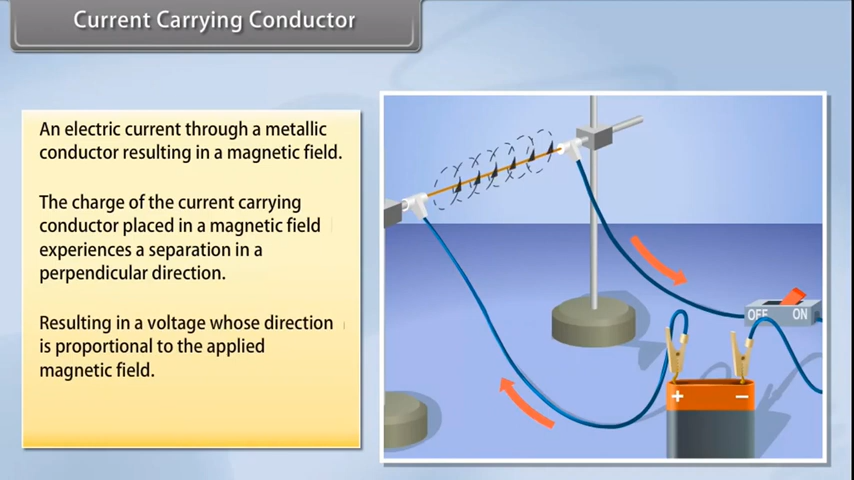 Current Carrying Conductor
An electric current through a metallic
conductor resulting in a magnetic field.
The charge of the current carrying
conductor placed in a magnetic field
experiences a separation in a
perpendicular direction.
Resulting in a voltage whose direction
is proportional to the applied
magnetic field.
OFF ON
+ −